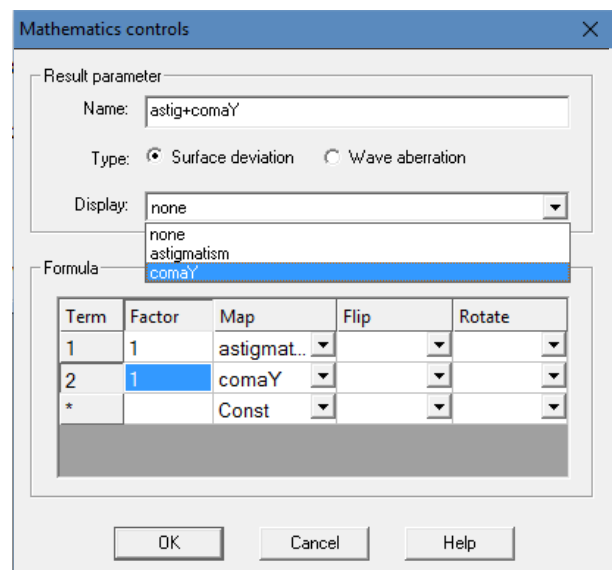 Mathematics controls
Result parameter
Name: astig+comaY
Type: Surface deviation Wave aberration
Display: none
none
astigmatism
comaY
Formula
Term Factor Map Flip Rotate
1 1 astigmat...
2 1 comaY
* Const
OK Cancel Help